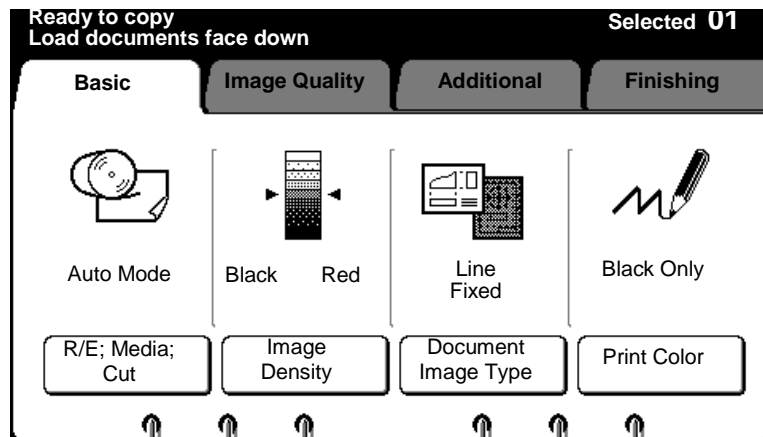 Ready to copy
Selected 01
Load documents face down
Basic
Image Quality
Additional
Finishing
Auto Mode
Black
Red
Line
Fixed
Black Only
R/E; Media;
Cut
Image
Density
Document
Image Type
Print Color